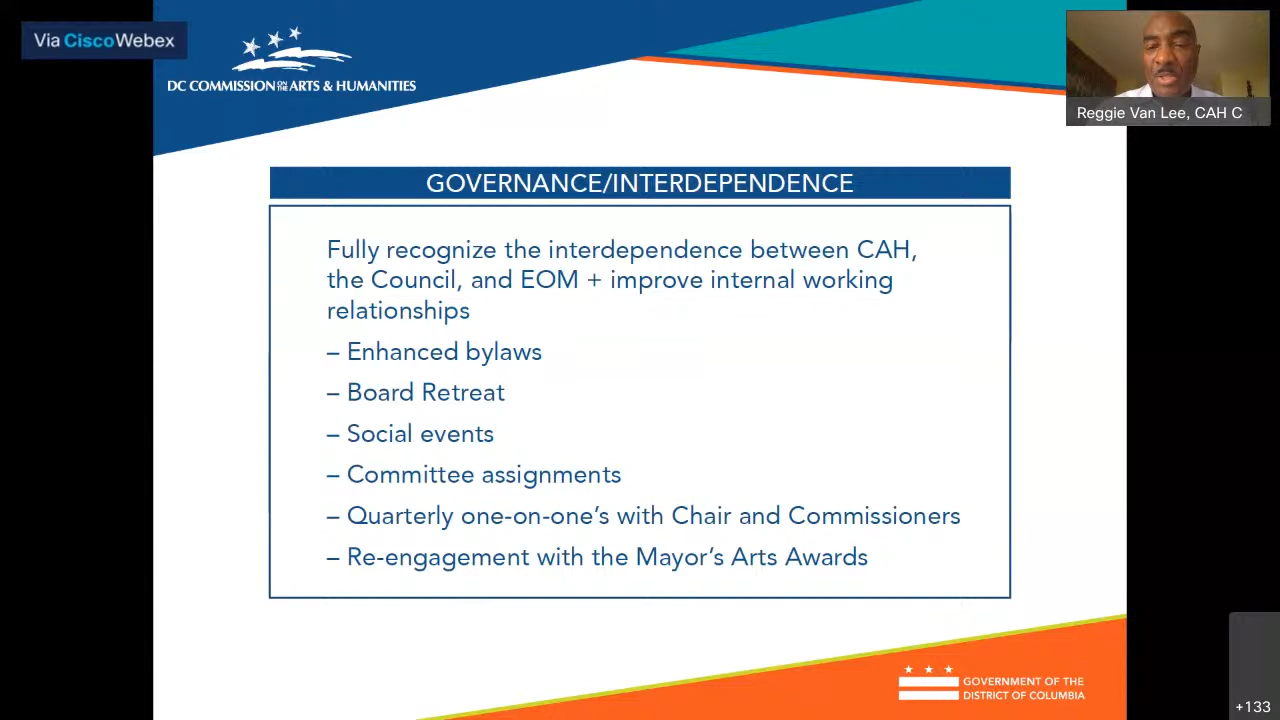 Via CiscoWebex
DC COMMISSION ON THE ARTS & HUMANITIES
Reggie Van Lee, CAH C
GOVERNANCE/INTERDEPENDENCE
Fully recognize the interdependence between CAH,
the Council, and EOM + improve internal working
relationships
– Enhanced bylaws
– Board Retreat
– Social events
– Committee assignments
– Quarterly one-on-one’s with Chair and Commissioners
– Re-engagement with the Mayor’s Arts Awards
GOVERNMENT OF THE
DISTRICT OF COLUMBIA
+133